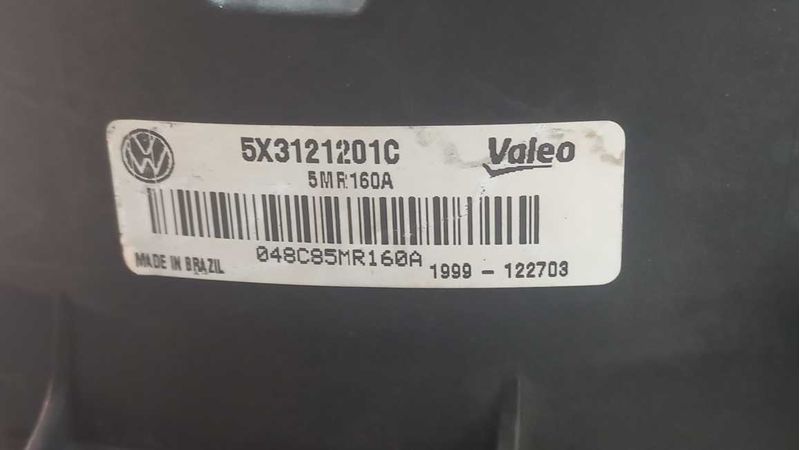 5X3121201C
Valeo
5MR160A
048C85MR160A
MADE IN BRAZIL
1999 - 122703